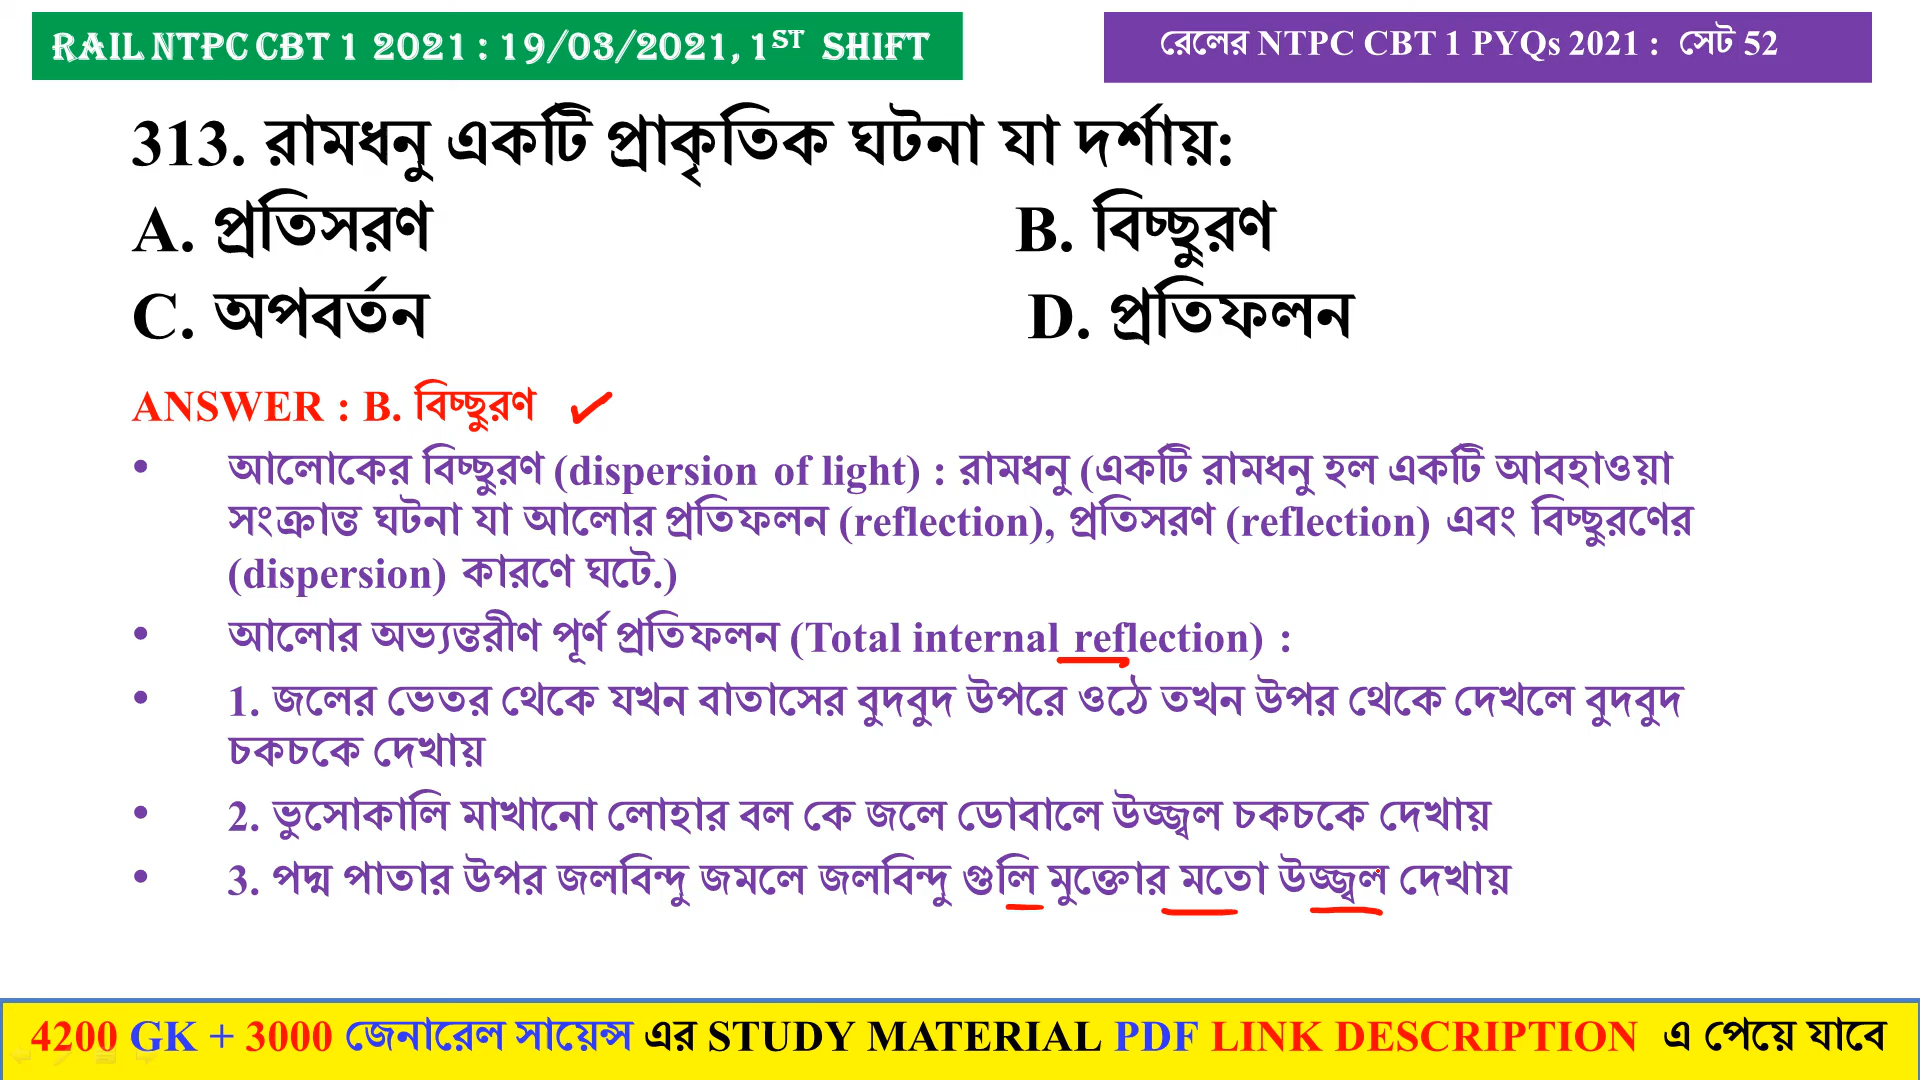 RAIL NTPC CBT 1 2021 : 19/03/2021, 1ST SHIFT
রেলের NTPC CBT 1 PYQs 2021 : সেট 52
313. রামধনু একটি প্রাকৃতিক ঘটনা যা দর্শায়:
A. প্রতিসরণ B. বিচ্ছুরণ
C. অপবর্তন D. প্রতিফলন
ANSWER : B. বিচ্ছুরণ
• আলোকের বিচ্ছুরণ (dispersion of light) : রামধনু (একটি রামধনু হল একটি আবহাওয়া
সংক্রান্ত ঘটনা যা আলোর প্রতিফলন (reflection), প্রতিসরণ (reflection) এবং বিচ্ছুরণের
(dispersion) কারণে ঘটে.)
• আলোর অভ্যন্তরীণ পূর্ণ প্রতিফলন (Total internal reflection) :
• 1. জলের ভেতর থেকে যখন বাতাসের বুদবুদ উপরে ওঠে তখন উপর থেকে দেখলে বুদবুদ
চকচকে দেখায়
• 2. ভুসোকালি মাখানো লোহার বল কে জলে ডোবালে উজ্জ্বল চকচকে দেখায়
• 3. পদ্ম পাতার উপর জলবিন্দু জমলে জলবিন্দু গুলি মুক্তোর মতো উজ্জ্বল দেখায়
4200 GK + 3000 জেনারেল সায়েন্স এর STUDY MATERIAL PDF LINK DESCRIPTION এ পেয়ে যাবে